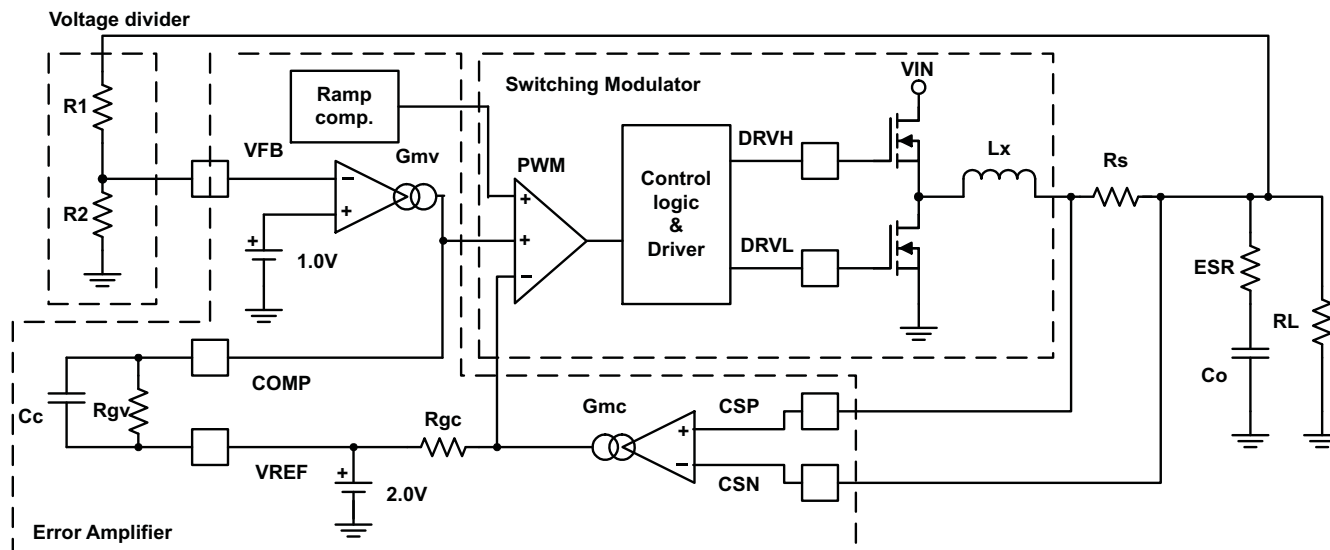 Voltage divider
R1
R2
VFB
Ramp
comp.
Gmv
−
+
+
1.0V
Switching Modulator
VIN
PWM
+
+
−
Control
logic
&
Driver
DRVH
DRVL
Lx
Rs
ESR
RL
Co
COMP
Cc
Rgv
VREF
Rgc
Gmc
+
−
CSP
CSN
+
2.0V
Error Amplifier